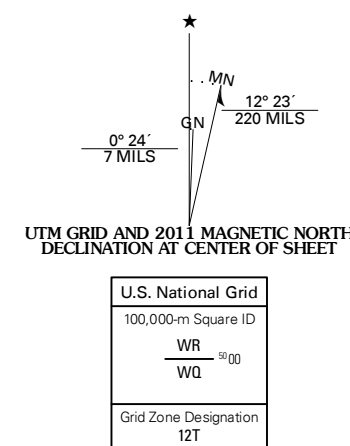 ★
MN
12° 23´
220 MILS
GN
0° 24´
7 MILS
UTM GRID AND 2011 MAGNETIC NORTH
DECLINATION AT CENTER OF SHEET
U.S. National Grid
100,000-m Square ID
WR
5000
WQ
Grid Zone Designation
12T